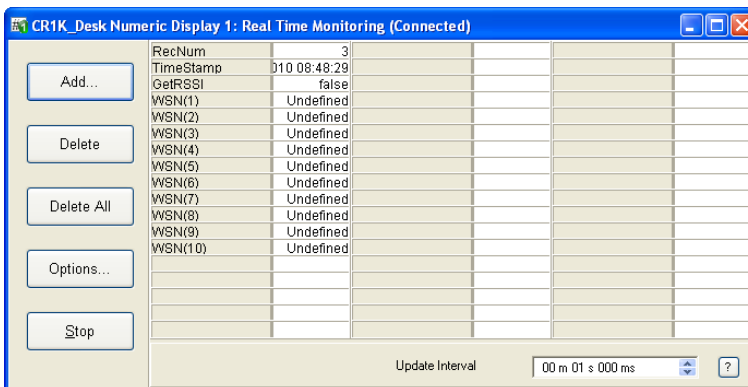 CR1K_Desk Numeric Display 1: Real Time Monitoring (Connected)
Add...
Delete
Delete All
Options...
Stop
RecNum 3
TimeStamp 010 08:48:29
GetRSSI false
WSN(1) Undefined
WSN(2) Undefined
WSN(3) Undefined
WSN(4) Undefined
WSN(5) Undefined
WSN(6) Undefined
WSN(7) Undefined
WSN(8) Undefined
WSN(9) Undefined
WSN(10) Undefined
Update Interval 00 m 01 s 000 ms ?